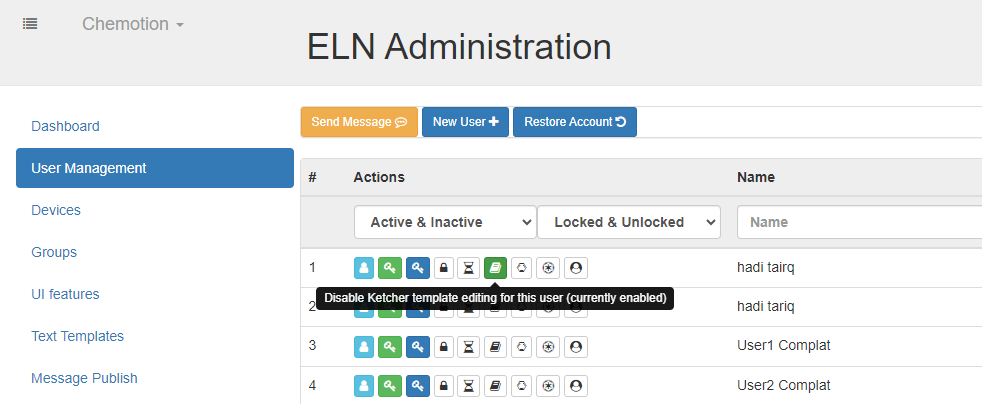 Chemotion
ELN Administration
Dashboard
User Management
Devices
Groups
UI features
Text Templates
Message Publish
Send Message
New User
Restore Account
# Actions Name
Active & Inactive Locked & Unlocked Name
1 hadi tairq
Disable Ketcher template editing for this user (currently enabled)
2 hadi tariq
3 User1 Complat
4 User2 Complat